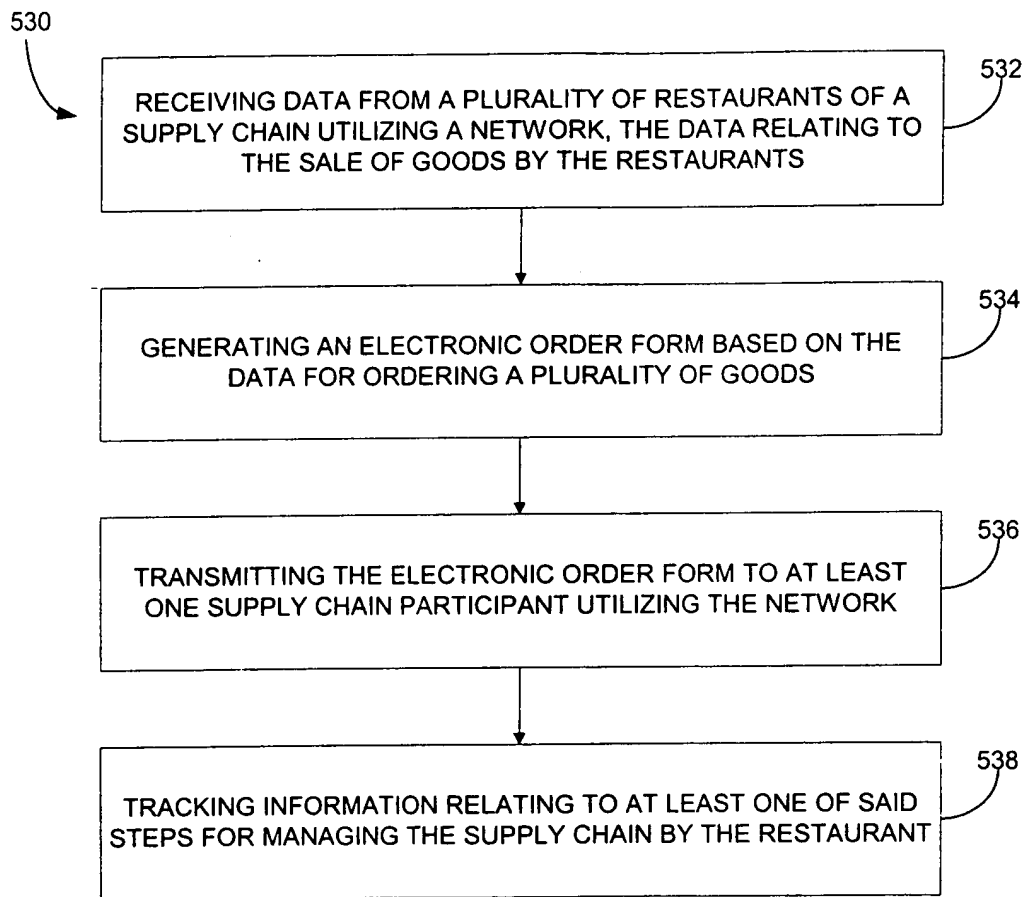 530
532
RECEIVING DATA FROM A PLURALITY OF RESTAURANTS OF A
SUPPLY CHAIN UTILIZING A NETWORK, THE DATA RELATING TO
THE SALE OF GOODS BY THE RESTAURANTS
534
GENERATING AN ELECTRONIC ORDER FORM BASED ON THE
DATA FOR ORDERING A PLURALITY OF GOODS
536
TRANSMITTING THE ELECTRONIC ORDER FORM TO AT LEAST
ONE SUPPLY CHAIN PARTICIPANT UTILIZING THE NETWORK
538
TRACKING INFORMATION RELATING TO AT LEAST ONE OF SAID
STEPS FOR MANAGING THE SUPPLY CHAIN BY THE RESTAURANT